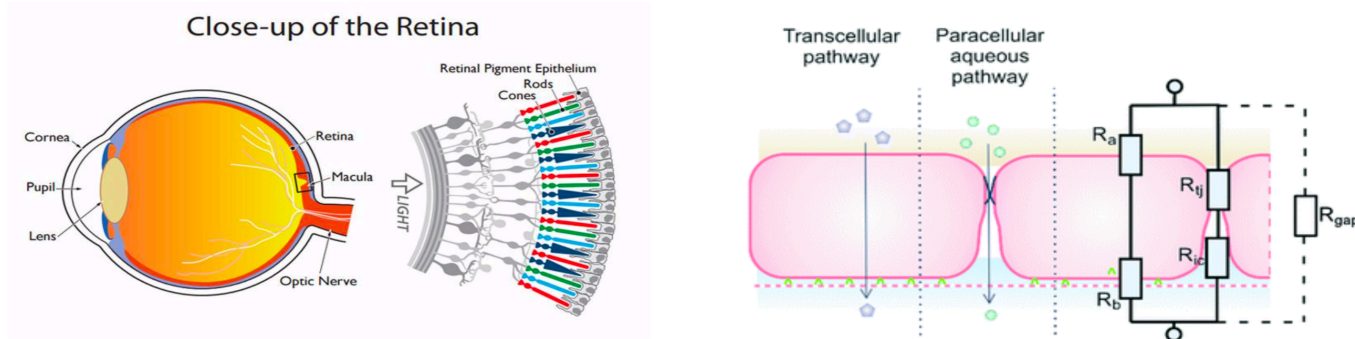 Close-up of the Retina
Retinal Pigment Epithelium
Rods
Cones
Cornea
Pupil
Lens
Retina
Macula
Optic Nerve
LIGHT
Transcellular
pathway
Paracellular
aqueous
pathway
Ra
Rtj
Rgap
Ric
Rb